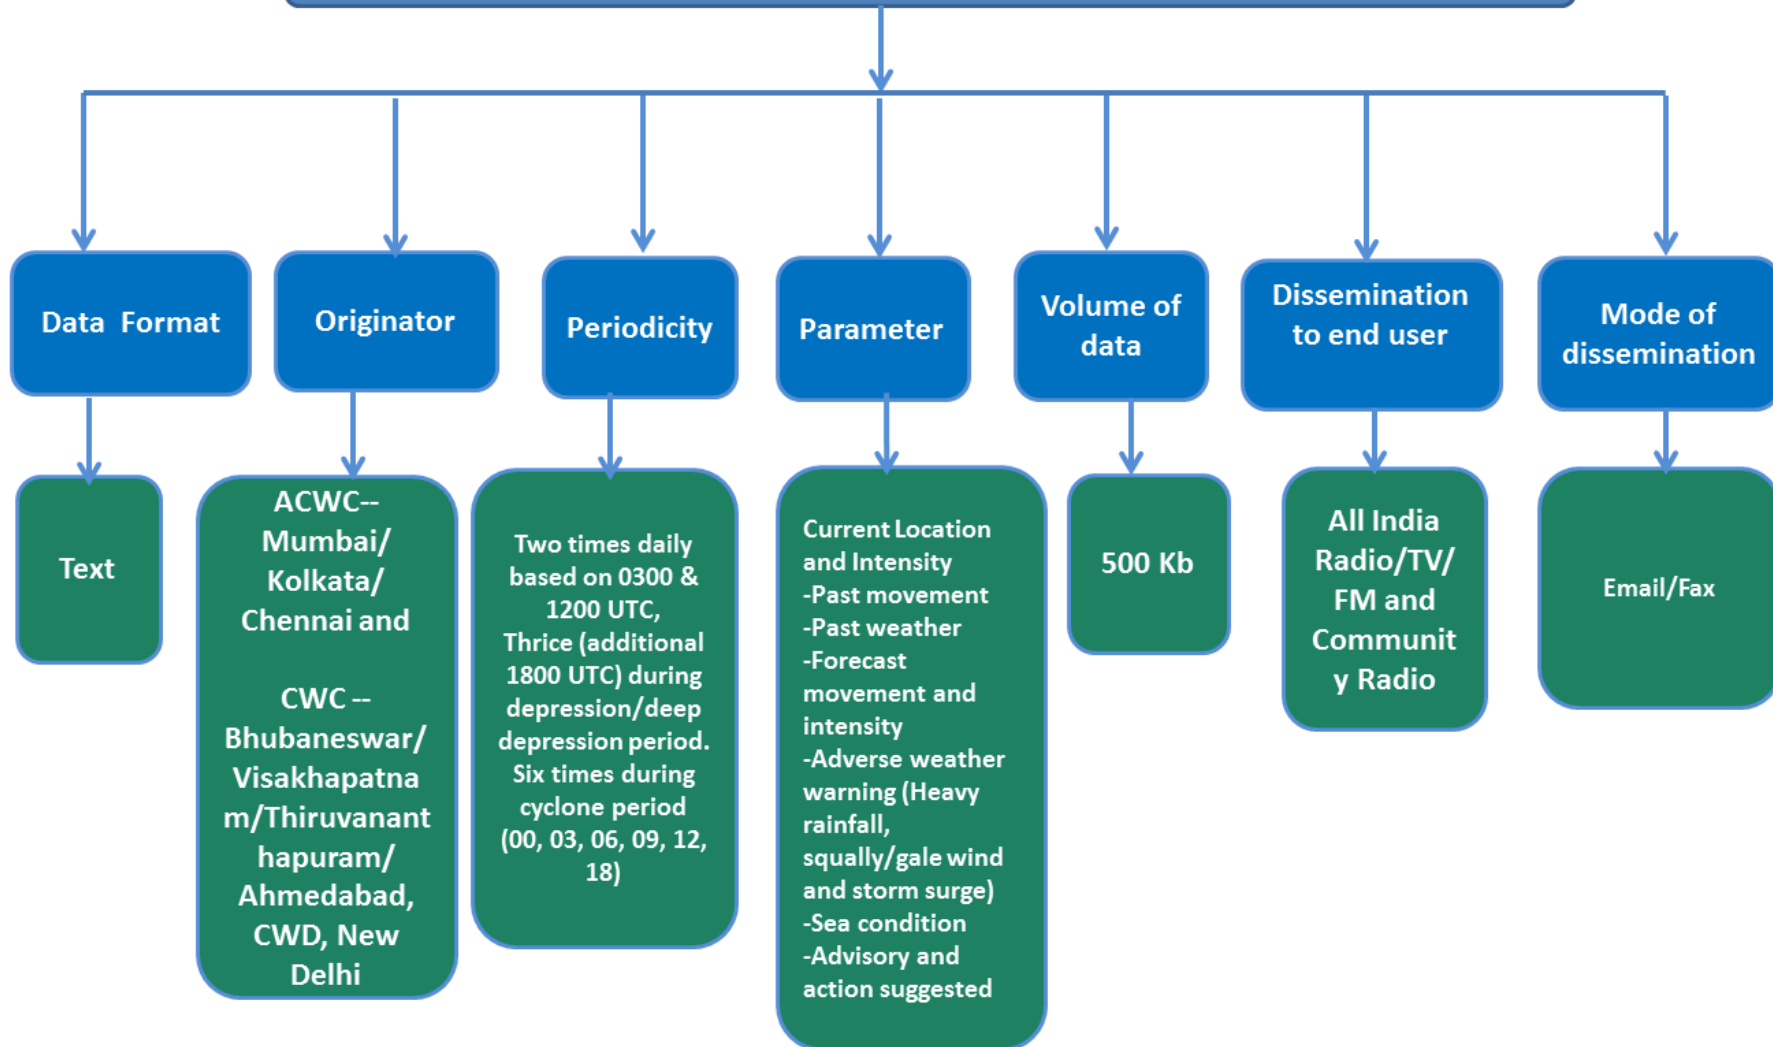 Data Format
Originator
Periodicity
Parameter
Volume of
data
Dissemination
to end user
Mode of
dissemination
Text
ACWC--
Mumbai/
Kolkata/
Chennai and
CWC --
Bhubaneswar/
Visakhapatna
m/Thiruvanant
hapuram/
Ahmedabad,
CWD, New
Delhi
Two times daily
based on 0300 &
1200 UTC,
Thrice (additional
1800 UTC) during
depression/deep
depression period.
Six times during
cyclone period
(00, 03, 06, 09, 12,
18)
Current Location
and Intensity
-Past movement
-Past weather
-Forecast
movement and
intensity
-Adverse weather
warning (Heavy
rainfall,
squally/gale wind
and storm surge)
-Sea condition
-Advisory and
action suggested
500 Kb
All India
Radio/TV/
FM and
Communit
y Radio
Email/Fax